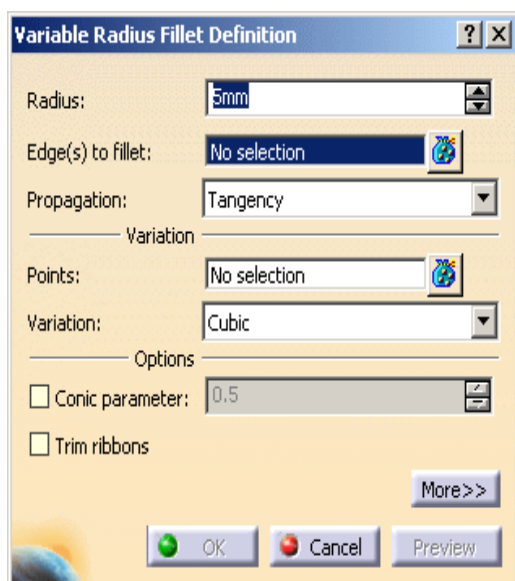 Variable Radius Fillet Definition ? X
Radius: 5mm
Edge(s) to fillet: No selection
Propagation: Tangency
Variation
Points: No selection
Variation: Cubic
Options
Conic parameter: 0.5
Trim ribbons
More>>
OK Cancel Preview